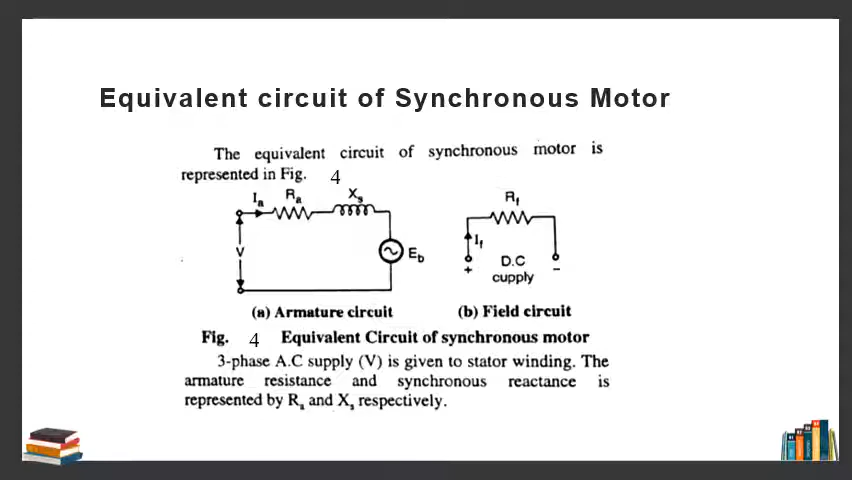 Equivalent circuit of Synchronous Motor
The equivalent circuit of synchronous motor is
represented in Fig. 4
Ia Ra Xs
V
Eb
Rf
If
+ D.C -
cupply
(a) Armature circuit (b) Field circuit
Fig. 4 Equivalent Circuit of synchronous motor
3-phase A.C supply (V) is given to stator winding. The
armature resistance and synchronous reactance is
represented by Ra and Xs respectively.